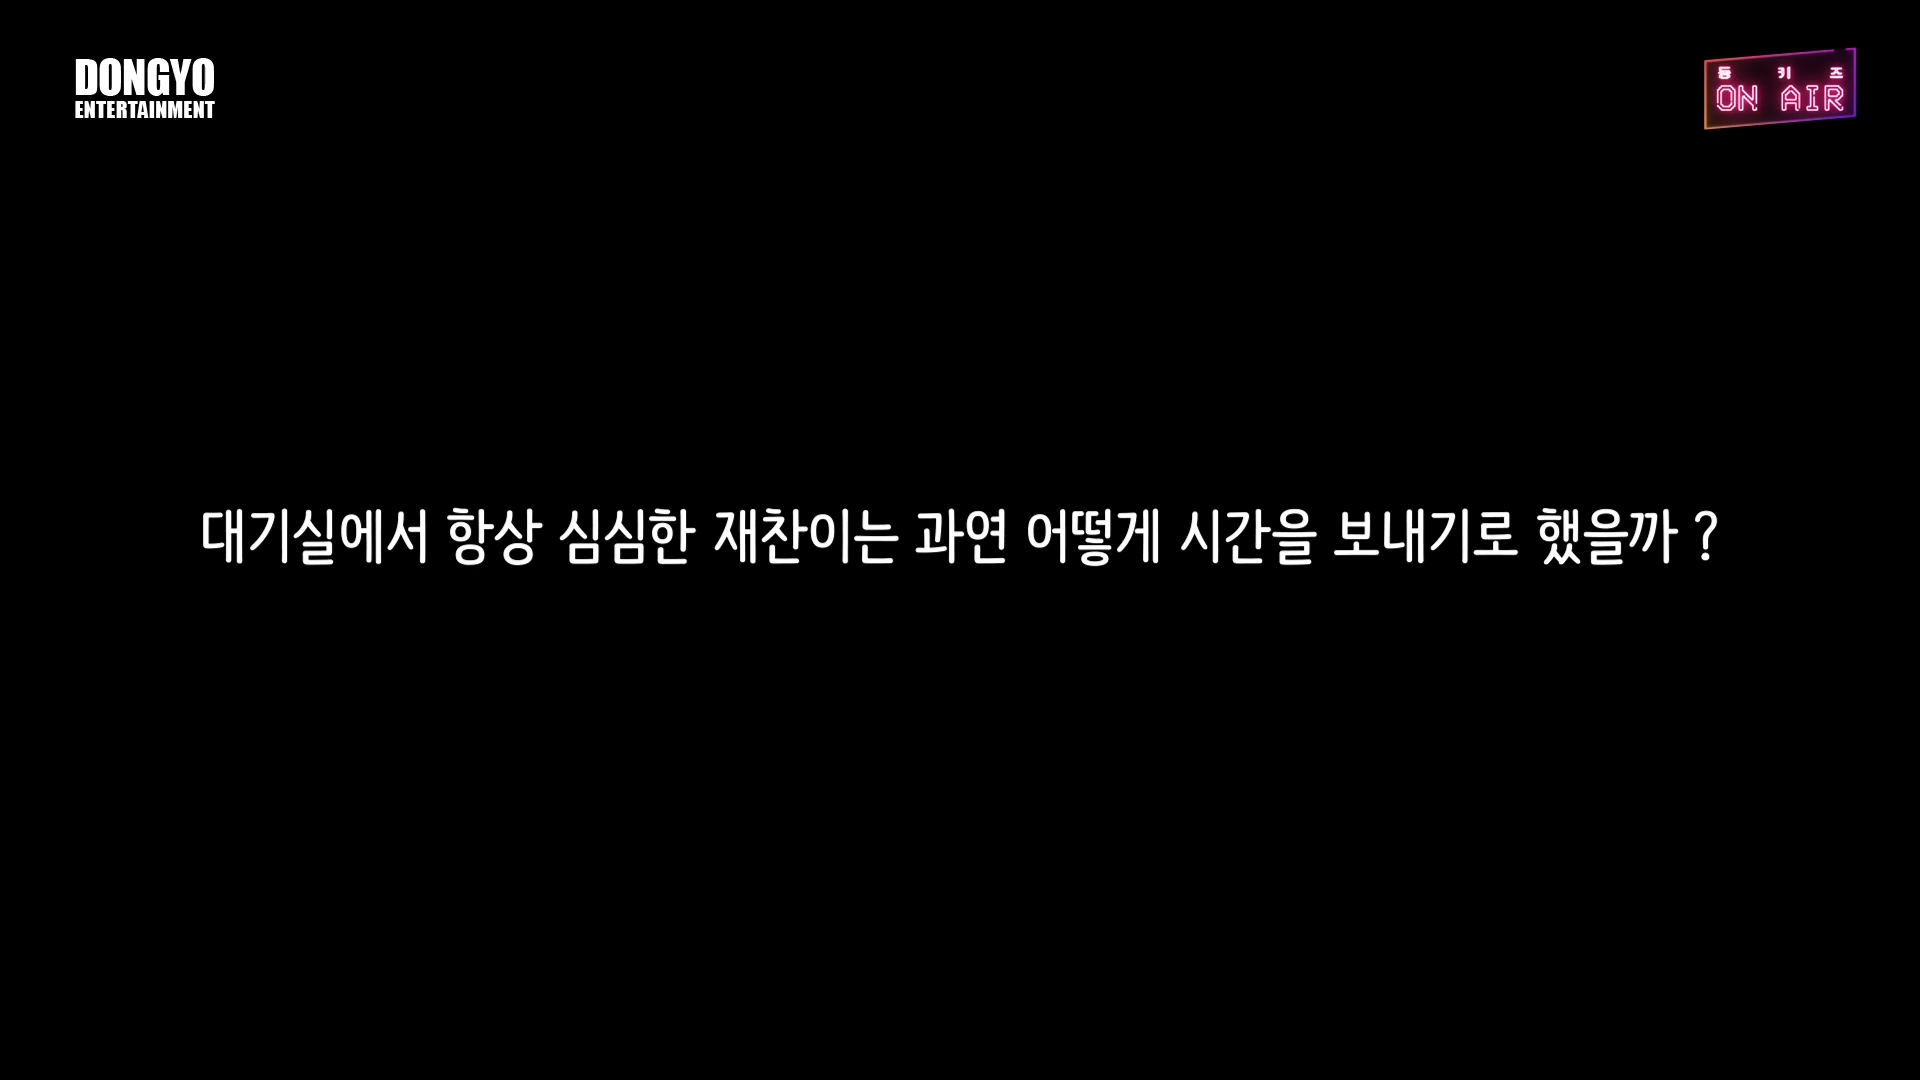 DONGYO
ENTERTAINMENT
동 키 즈
ON AIR
대기실에서 항상 심심한 재찬이는 과연 어떻게 시간을 보내기로 했을까 ?